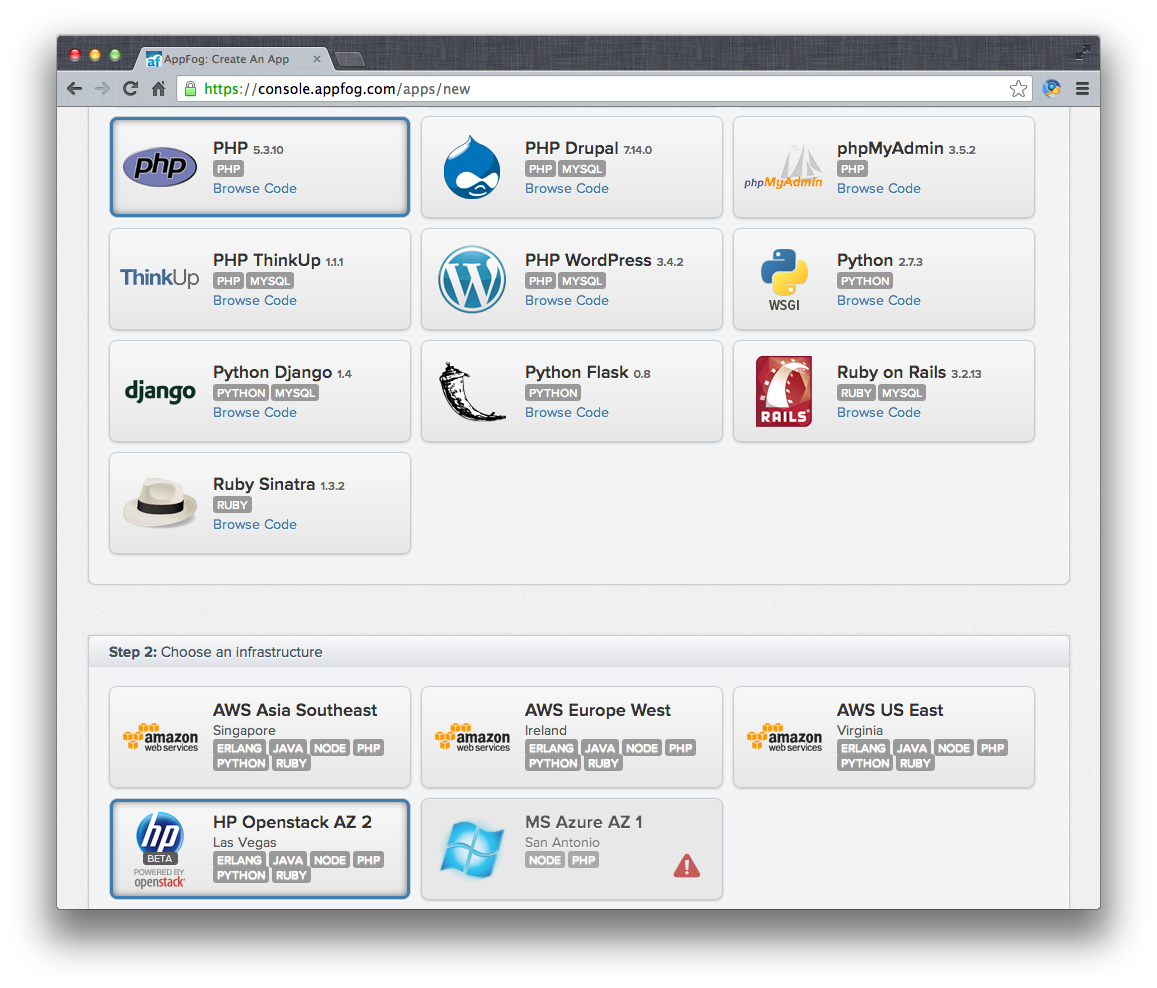 AppFog: Create An App
https://console.appfog.com/apps/new
php
PHP 5.3.10
PHP
Browse Code
PHP Drupal 7.14.0
PHP MYSQL
Browse Code
phpMyAdmin
phpMyAdmin 3.5.2
PHP
Browse Code
ThinkUp
PHP ThinkUp 1.1.1
PHP MYSQL
Browse Code
W
PHP WordPress 3.4.2
PHP MYSQL
Browse Code
WSGI
Python 2.7.3
PYTHON
Browse Code
django
Python Django 1.4
PYTHON MYSQL
Browse Code
Python Flask 0.8
PYTHON
Browse Code
RAILS
Ruby on Rails 3.2.13
RUBY MYSQL
Browse Code
Ruby Sinatra 1.3.2
RUBY
Browse Code
Step 2: Choose an infrastructure
amazon
web services
AWS Asia Southeast
Singapore
ERLANG JAVA NODE PHP
PYTHON RUBY
amazon
web services
AWS Europe West
Ireland
ERLANG JAVA NODE PHP
PYTHON RUBY
amazon
web services
AWS US East
Virginia
ERLANG JAVA NODE PHP
PYTHON RUBY
hp
BETA
POWERED BY
openstack
HP Openstack AZ 2
Las Vegas
ERLANG JAVA NODE PHP
PYTHON RUBY
MS Azure AZ 1
San Antonio
NODE PHP